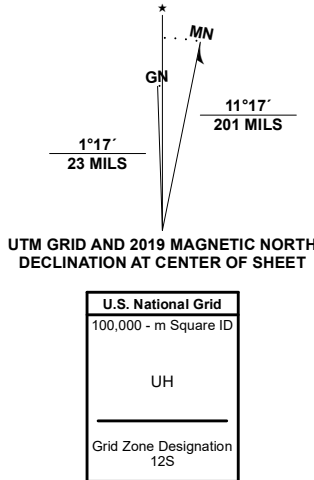 MN
GN
11°17´
201 MILS
1°17´
23 MILS
UTM GRID AND 2019 MAGNETIC NORTH
DECLINATION AT CENTER OF SHEET
U.S. National Grid
100,000 - m Square ID
UH
Grid Zone Designation
12S